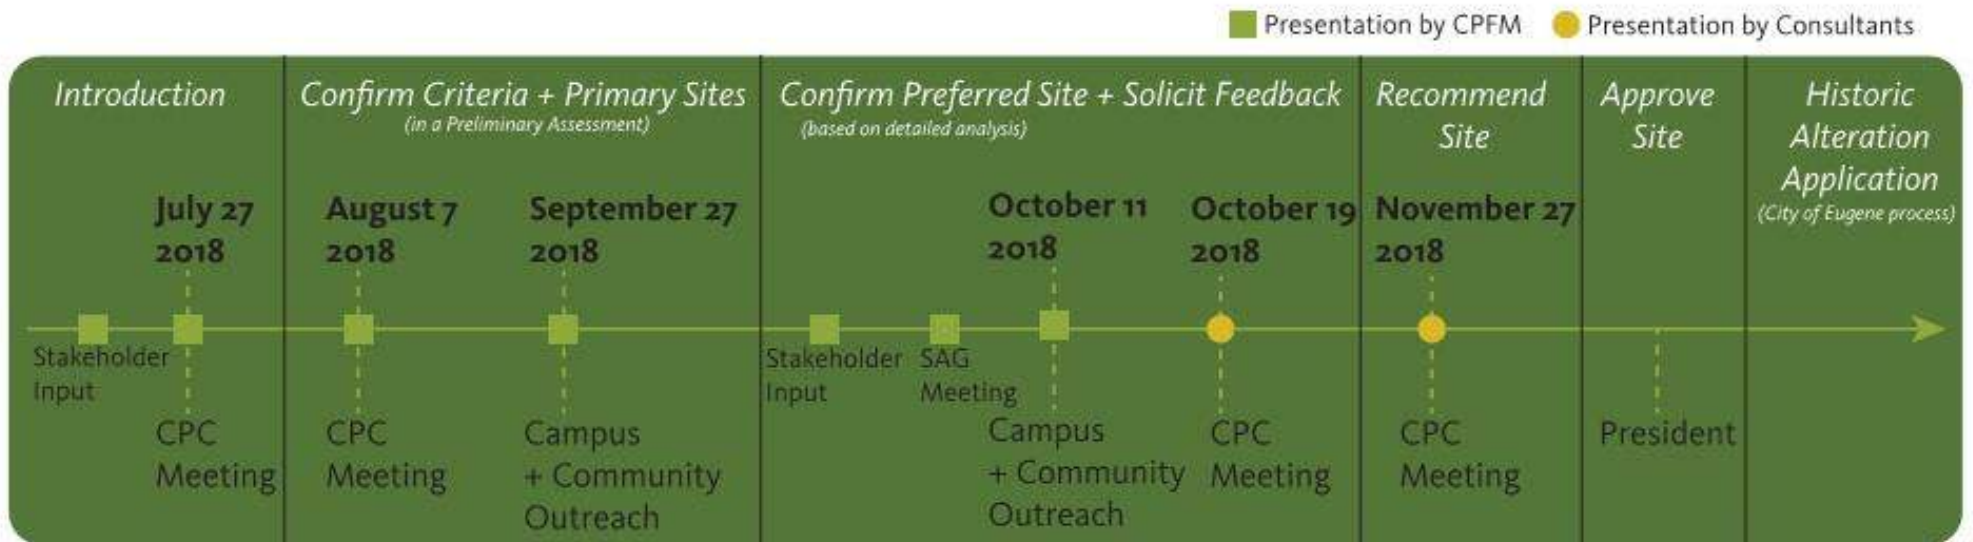 Presentation by CPFM
Presentation by Consultants
Introduction
July 27
2018
Stakeholder
Input
CPC
Meeting
Confirm Criteria + Primary Sites
(in a Preliminary Assessment)
August 7
2018
CPC
Meeting
September 27
2018
Campus
+ Community
Outreach
Confirm Preferred Site + Solicit Feedback
(based on detailed analysis)
Stakeholder
Input
SAG
Meeting
October 11
2018
Campus
+ Community
Outreach
October 19
2018
CPC
Meeting
Recommend
Site
November 27
2018
CPC
Meeting
Approve
Site
President
Historic
Alteration
Application
(City of Eugene process)